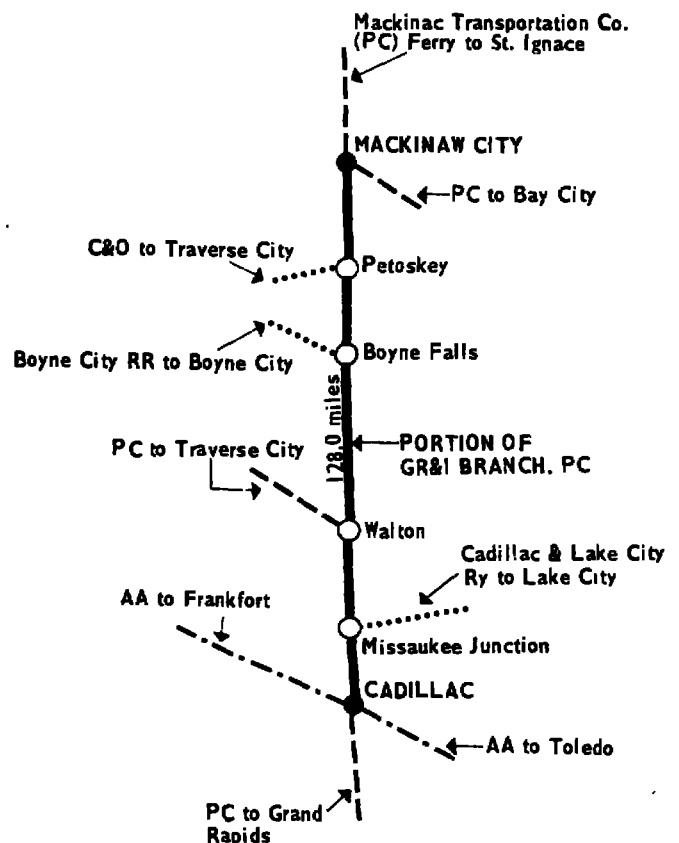 Mackinac Transportation Co.
(PC) Ferry to St. Ignace
MACKINAW CITY
PC to Bay City
C&O to Traverse City
Petoskey
Boyne City RR to Boyne City
Boyne Falls
128.0 miles
PORTION OF
GR&I BRANCH, PC
PC to Traverse City
Walton
Cadillac & Lake City
Ry to Lake City
AA to Frankfort
Missaukee Junction
CADILLAC
AA to Toledo
PC to Grand
Rapids